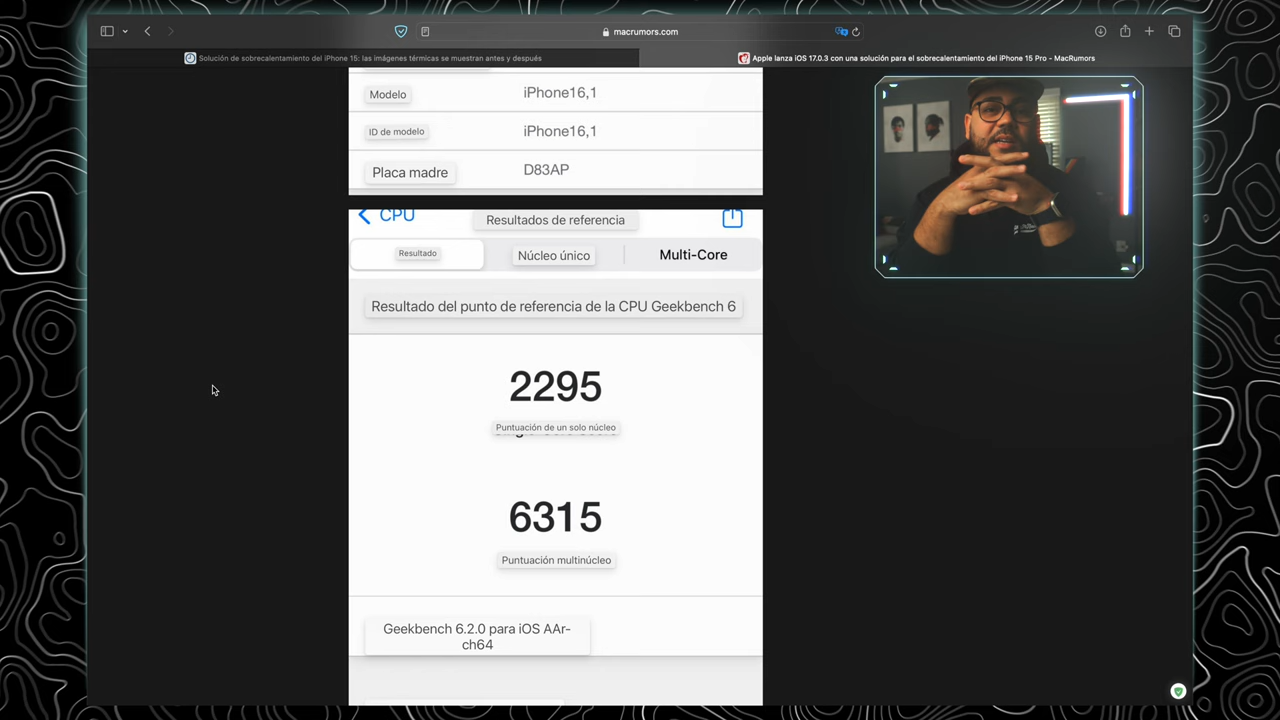 macrumors.com
Solución de sobrecalentamiento del iPhone 15: las imágenes térmicas se muestran antes y después
Apple lanza iOS 17.0.3 con una solución para el sobrecalentamiento del iPhone 15 Pro - MacRumors
Modelo iPhone16,1
ID de modelo iPhone16,1
Placa madre D83AP
CPU Resultados de referencia
Resultado Núcleo único Multi-Core
Resultado del punto de referencia de la CPU Geekbench 6
2295
Puntuación de un solo núcleo
6315
Puntuación multinúcleo
Geekbench 6.2.0 para iOS AAr-
ch64